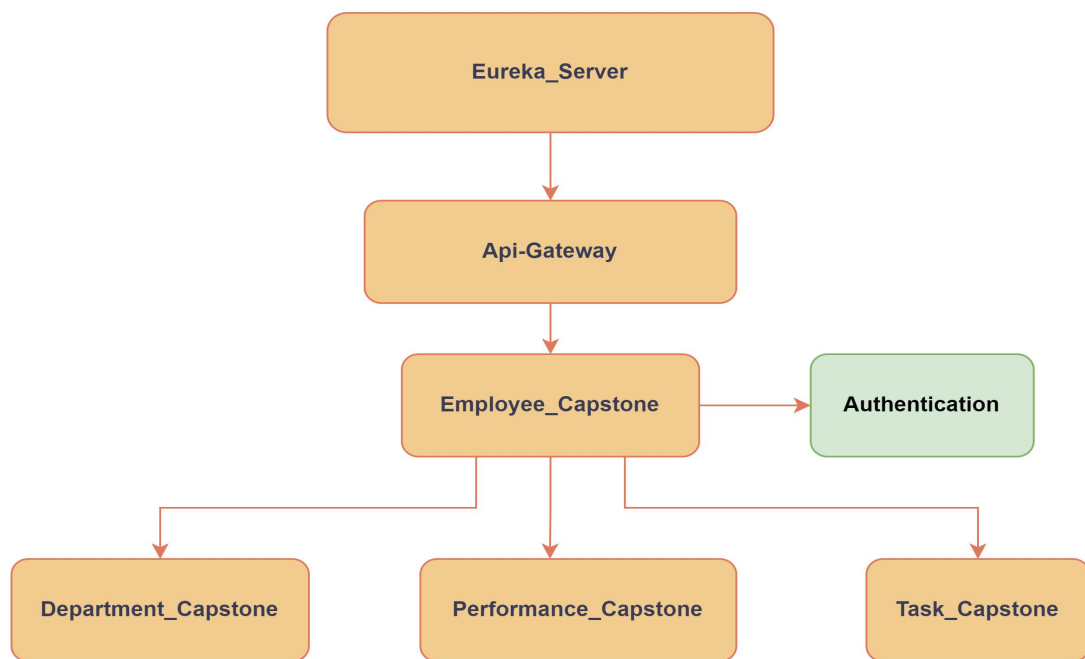 Eureka_Server
Api-Gateway
Employee_Capstone
Authentication
Department_Capstone
Performance_Capstone
Task_Capstone